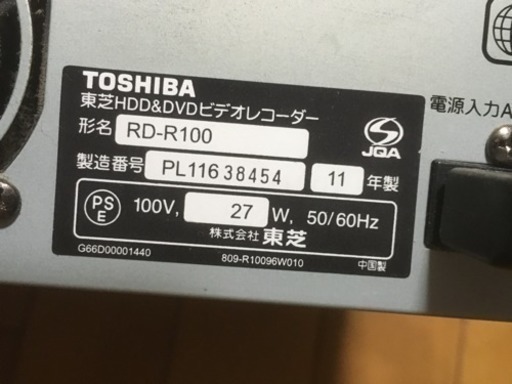 TOSHIBA
東芝HDD&DVDビデオレコーダー
形名 RD-R100
製造番号 PL11638454 11 年製
JQA
PS E 100V, 27 W, 50/60Hz
株式会社 東芝
G66D00001440 809-R10096W010 中国製
電源入力A